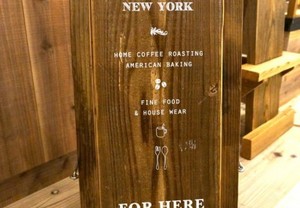 NEW YORK
HOME COFFEE ROASTING
AMERICAN BAKING
FINE FOOD
& HOUSE WEAR
FOR HERE